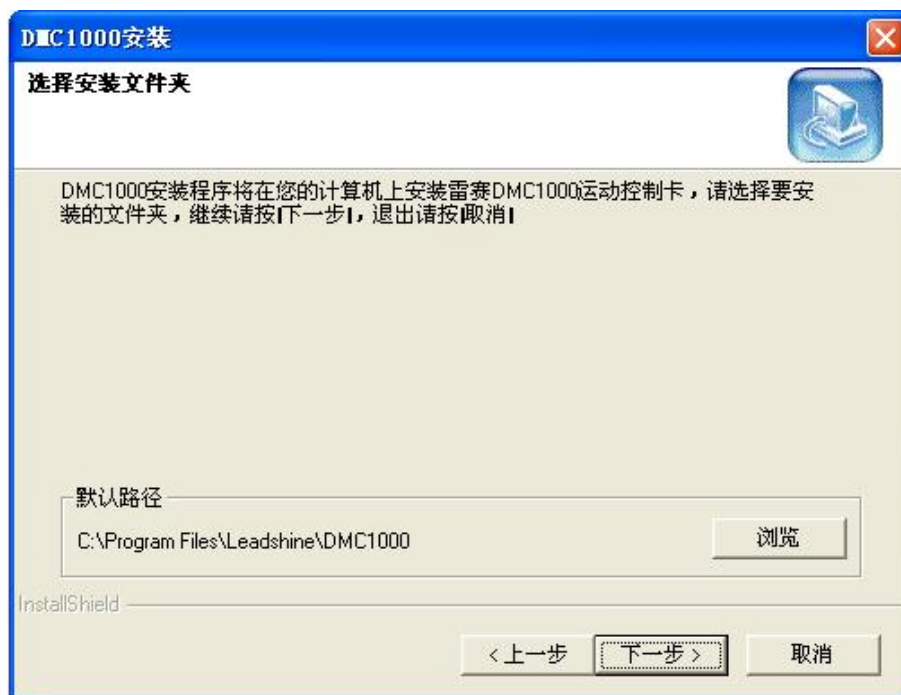 DMC1000安装
选择安装文件夹
DMC1000安装程序将在您的计算机上安装雷赛DMC1000运动控制卡，请选择要安
装的文件夹，继续请按|下一步|，退出请按|取消|
默认路径
C:\Program Files\Leadshine\DMC1000
浏览
InstallShield
<上一步 下一步> 取消